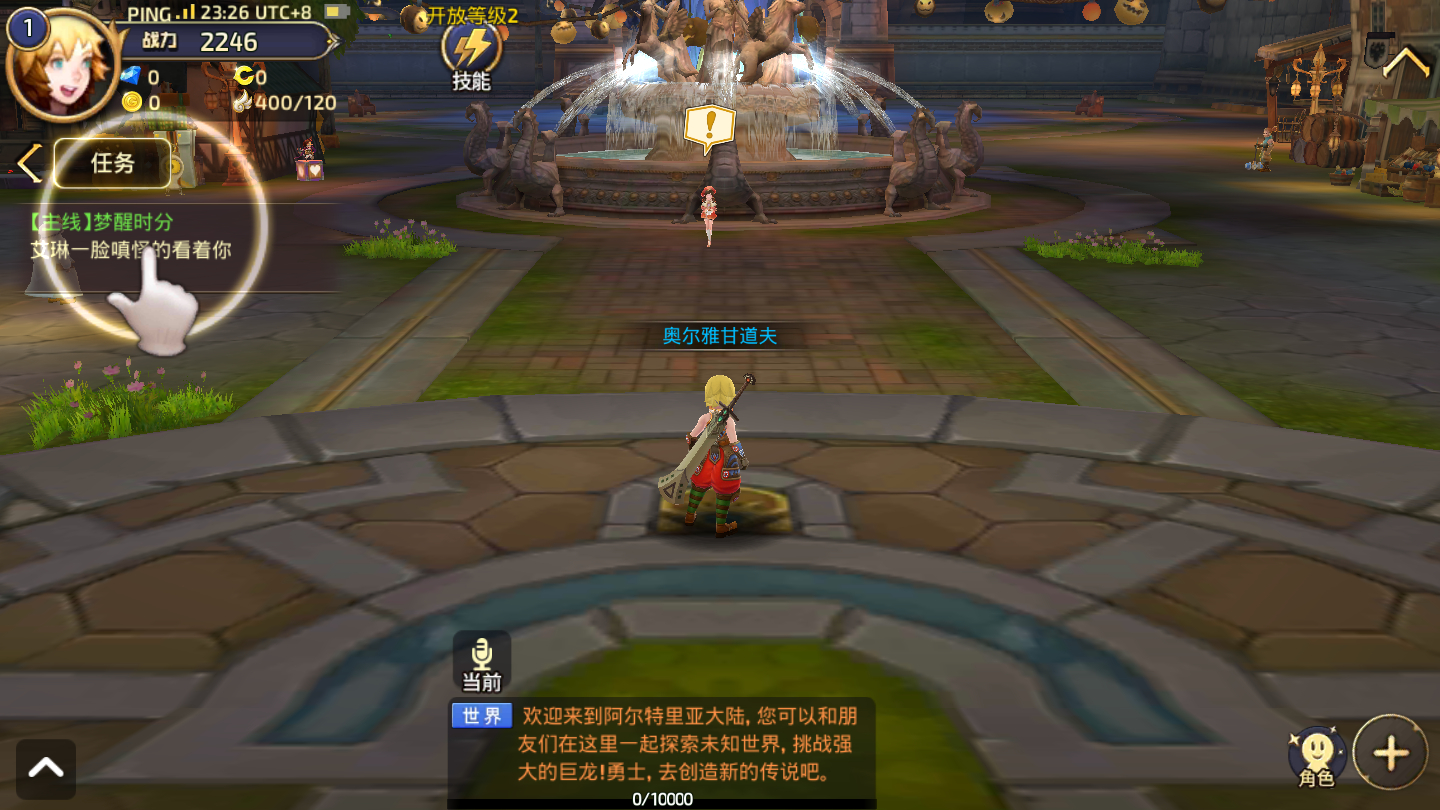 1
PING 23:26 UTC+8
战力 2246
0
0
0
400/120
开放等级2
技能
任务
【主线】梦醒时分
艾琳一脸嗔怪的看着你
奥尔雅甘道夫
当前
世界 欢迎来到阿尔特里亚大陆,您可以和朋
友们在这里一起探索未知世界,挑战强
大的巨龙!勇士,去创造新的传说吧。
0/10000
角色